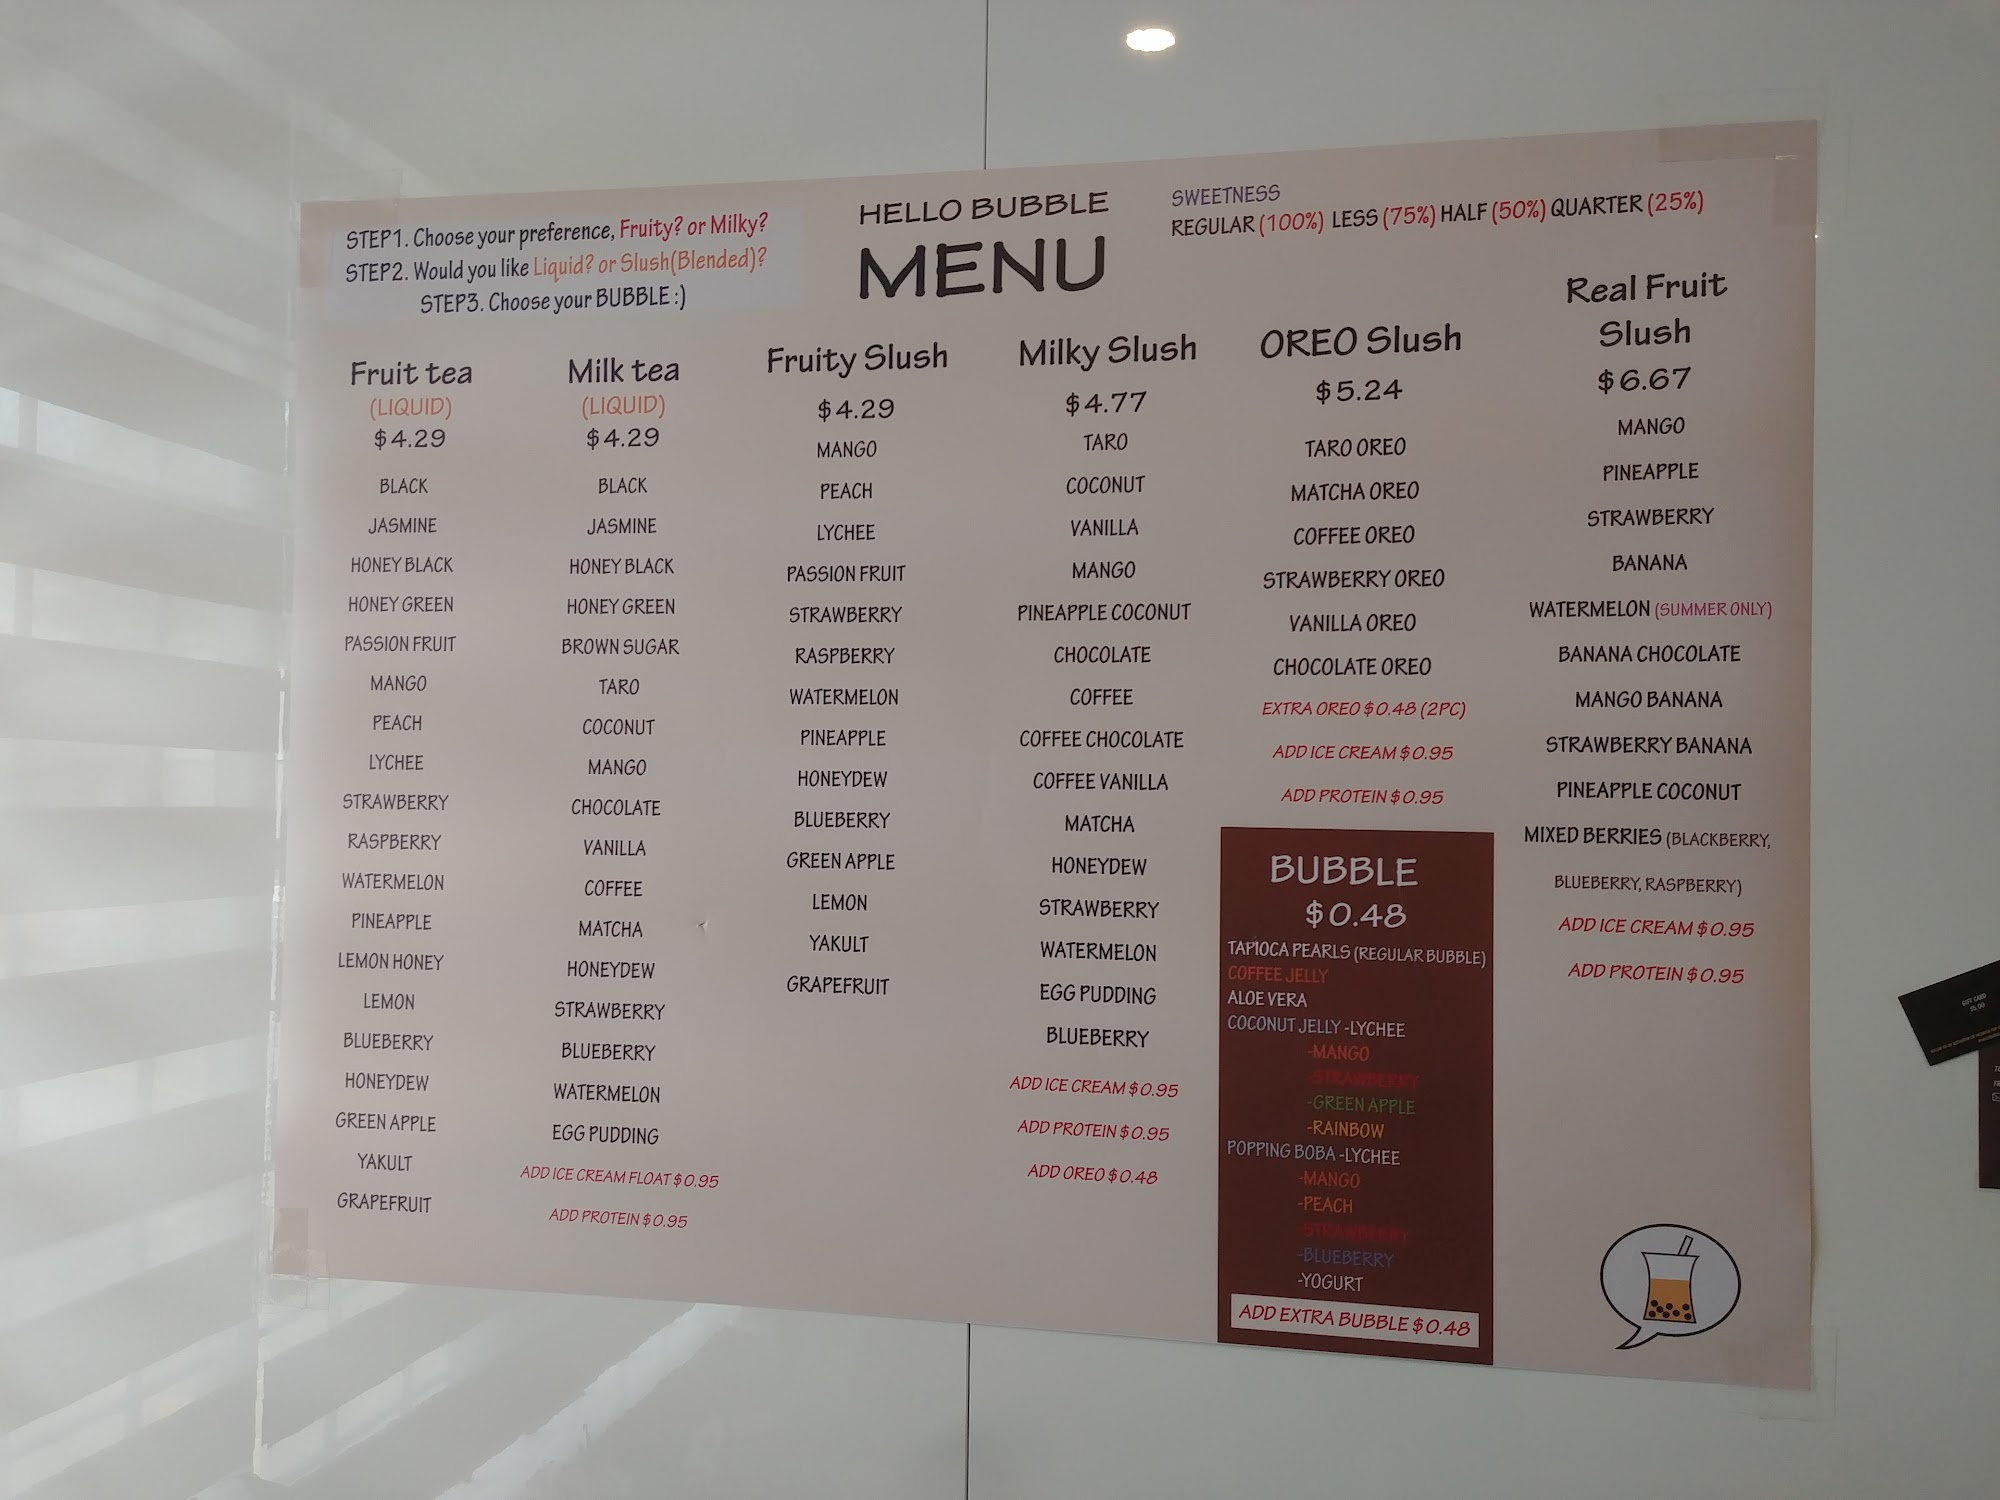 STEP1. Choose your preference, Fruity? or Milky?
STEP2. Would you like Liquid? or Slush(Blended)?
STEP3. Choose your BUBBLE :)
HELLO BUBBLE
MENU
SWEETNESS
REGULAR (100%) LESS (75%) HALF (50%) QUARTER (25%)
Fruit tea
(LIQUID)
$4.29
BLACK
JASMINE
HONEY BLACK
HONEY GREEN
PASSION FRUIT
MANGO
PEACH
LYCHEE
STRAWBERRY
RASPBERRY
WATERMELON
PINEAPPLE
LEMON HONEY
LEMON
BLUEBERRY
HONEYDEW
GREEN APPLE
YAKULT
GRAPEFRUIT
Milk tea
(LIQUID)
$4.29
BLACK
JASMINE
HONEY BLACK
HONEY GREEN
BROWN SUGAR
TARO
COCONUT
MANGO
CHOCOLATE
VANILLA
COFFEE
MATCHA
HONEYDEW
STRAWBERRY
BLUEBERRY
WATERMELON
EGG PUDDING
ADD ICE CREAM FLOAT $0.95
ADD PROTEIN $0.95
Fruity Slush
$4.29
MANGO
PEACH
LYCHEE
PASSION FRUIT
STRAWBERRY
RASPBERRY
WATERMELON
PINEAPPLE
HONEYDEW
BLUEBERRY
GREEN APPLE
LEMON
YAKULT
GRAPEFRUIT
Milky Slush
$4.77
TARO
COCONUT
VANILLA
MANGO
PINEAPPLE COCONUT
CHOCOLATE
COFFEE
COFFEE CHOCOLATE
COFFEE VANILLA
MATCHA
HONEYDEW
STRAWBERRY
WATERMELON
EGG PUDDING
BLUEBERRY
ADD ICE CREAM $0.95
ADD PROTEIN $0.95
ADD OREO $0.48
OREO Slush
$5.24
TARO OREO
MATCHA OREO
COFFEE OREO
STRAWBERRY OREO
VANILLA OREO
CHOCOLATE OREO
EXTRA OREO $0.48 (2PC)
ADD ICE CREAM $0.95
ADD PROTEIN $0.95
BUBBLE
$0.48
TAPIOCA PEARLS (REGULAR BUBBLE)
COFFEE JELLY
ALOE VERA
COCONUT JELLY -LYCHEE
-MANGO
-STRAWBERRY
-GREEN APPLE
-RAINBOW
POPPING BOBA -LYCHEE
-MANGO
-PEACH
-STRAWBERRY
-BLUEBERRY
-YOGURT
ADD EXTRA BUBBLE $0.48
Real Fruit
Slush
$6.67
MANGO
PINEAPPLE
STRAWBERRY
BANANA
WATERMELON (SUMMER ONLY)
BANANA CHOCOLATE
MANGO BANANA
STRAWBERRY BANANA
PINEAPPLE COCONUT
MIXED BERRIES (BLACKBERRY,
BLUEBERRY, RASPBERRY)
ADD ICE CREAM $0.95
ADD PROTEIN $0.95
GIFT CARD